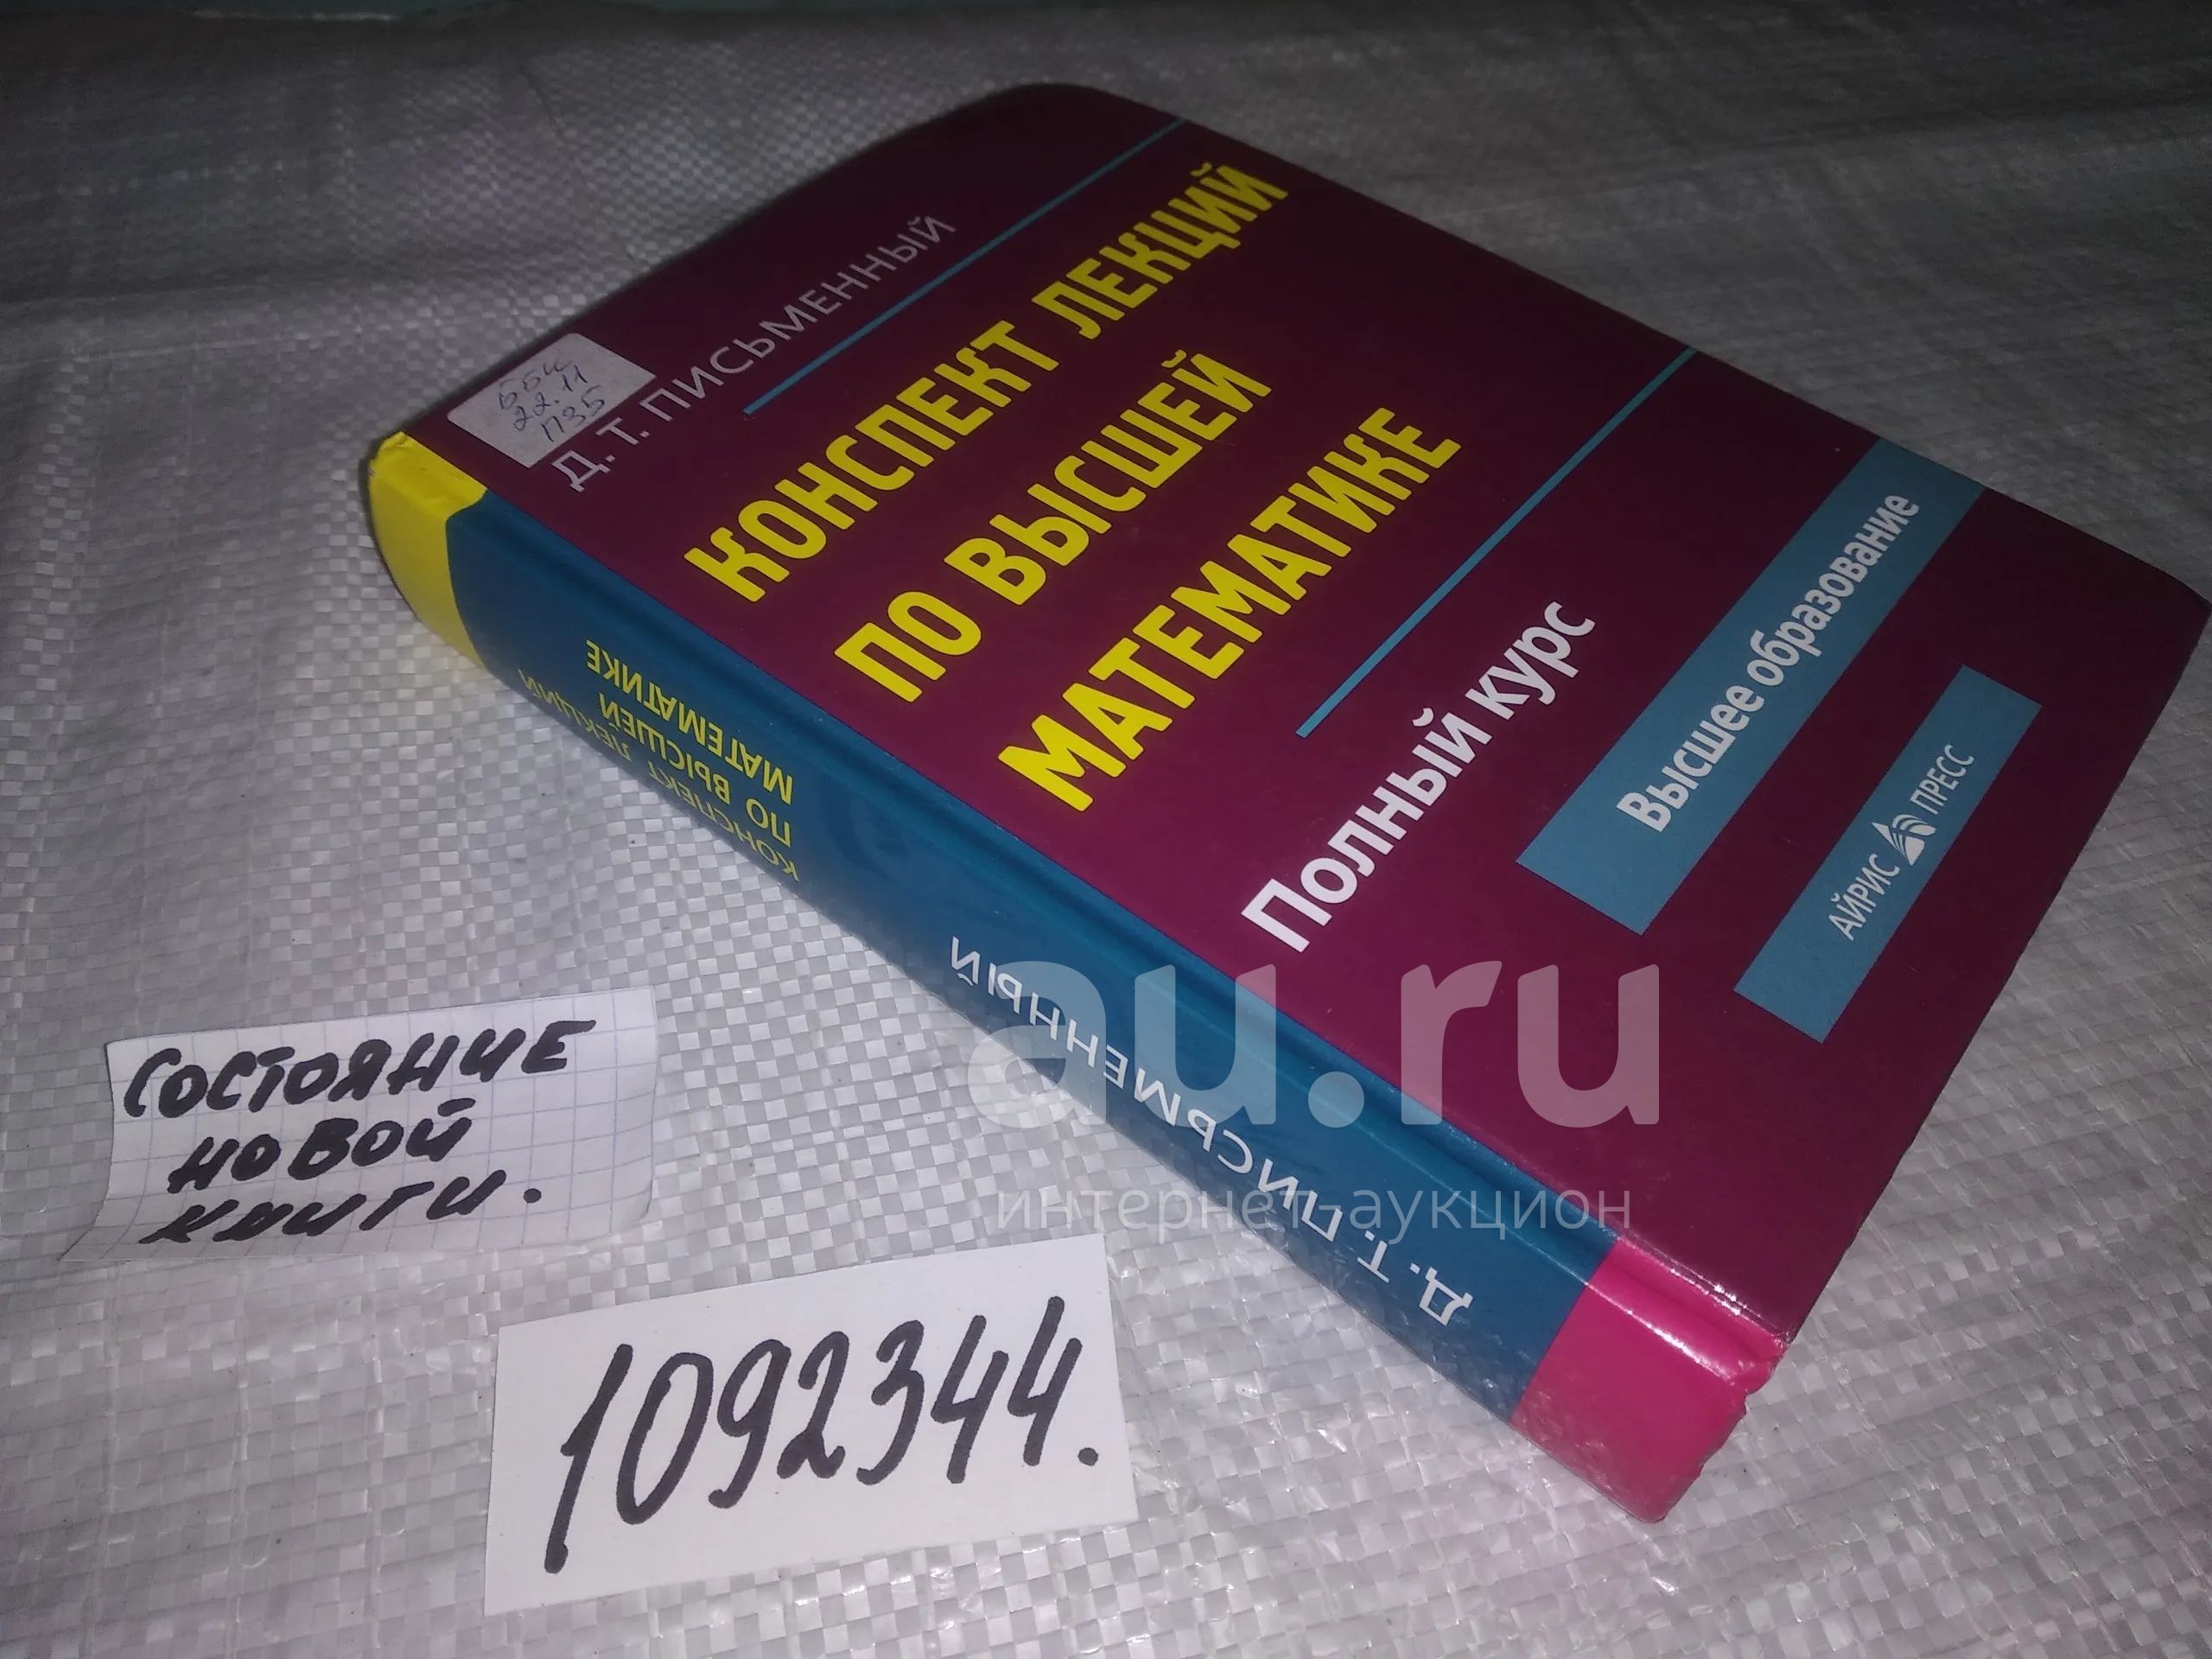 ББК
22.11
П35
Д. Т. ПИСЬМЕННЫЙ
КОНСПЕКТ ЛЕКЦИЙ
ПО ВЫСШЕЙ
МАТЕМАТИКЕ
Полный курс
Высшее образование
АЙРИС ПРЕСС
КОНСПЕКТ ЛЕКЦИЙ
ПО ВЫСШЕЙ
МАТЕМАТИКЕ
Д. Т. ПИСЬМЕННЫЙ
au.ru
интернет-аукцион
СОСТОЯНИЕ
НОВОЙ
КНИГИ.
1092344.